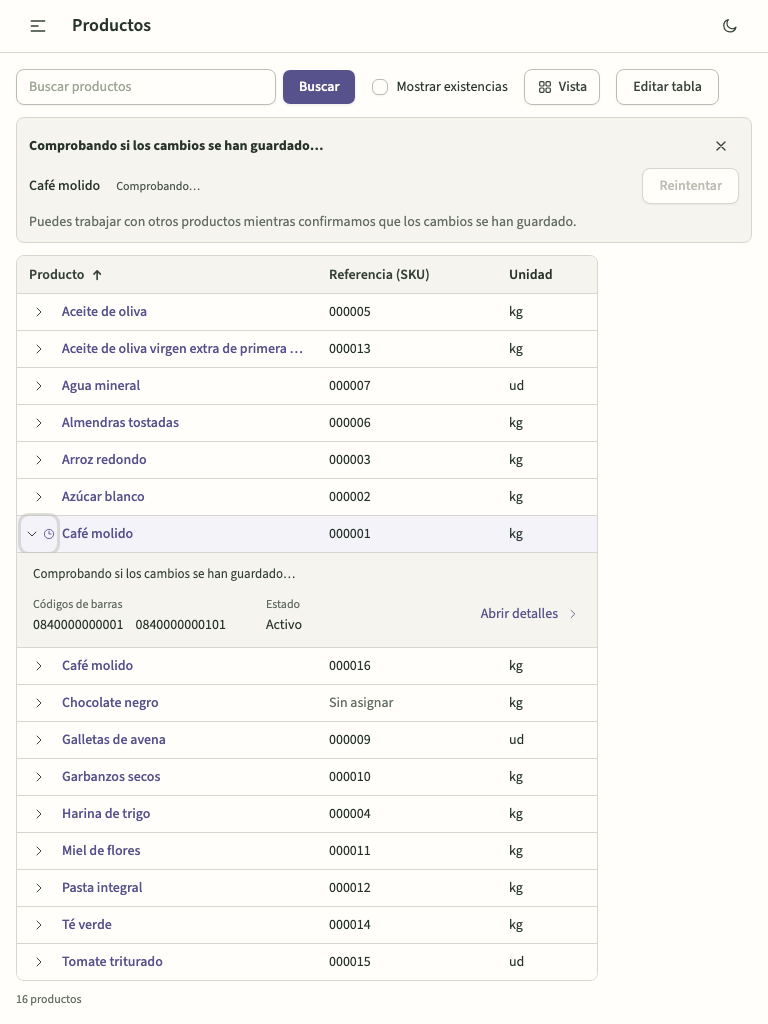 Productos
Buscar productos
Buscar
Mostrar existencias
Vista
Editar tabla
Comprobando si los cambios se han guardado…
Café molido Comprobando…
Reintentar
Puedes trabajar con otros productos mientras confirmamos que los cambios se han guardado.
Producto ↑ Referencia (SKU) Unidad
Aceite de oliva 000005 kg
Aceite de oliva virgen extra de primera … 000013 kg
Agua mineral 000007 ud
Almendras tostadas 000006 kg
Arroz redondo 000003 kg
Azúcar blanco 000002 kg
Café molido 000001 kg
Comprobando si los cambios se han guardado…
Códigos de barras Estado
0840000000001 0840000000101 Activo
Abrir detalles
Café molido 000016 kg
Chocolate negro Sin asignar kg
Galletas de avena 000009 ud
Garbanzos secos 000010 kg
Harina de trigo 000004 kg
Miel de flores 000011 kg
Pasta integral 000012 kg
Té verde 000014 kg
Tomate triturado 000015 ud
16 productos